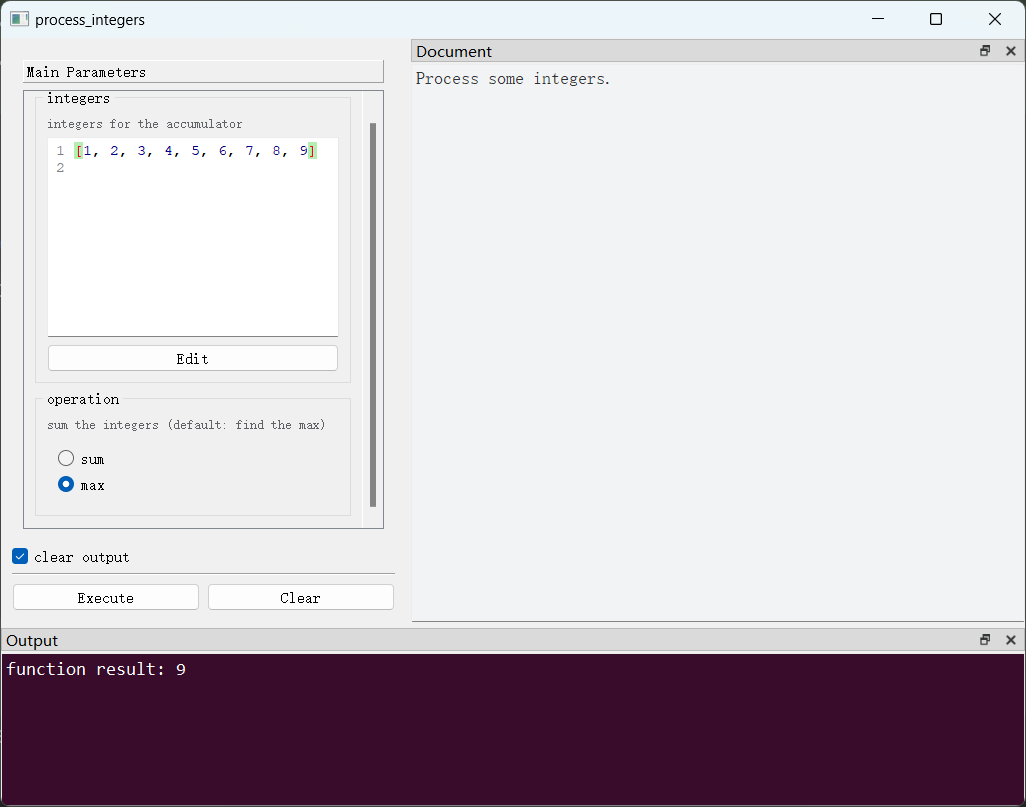 process_integers
Main Parameters
integers
integers for the accumulator
1 [1, 2, 3, 4, 5, 6, 7, 8, 9]
2
Edit
operation
sum the integers (default: find the max)
sum
max
clear output
Execute Clear
Document
Process some integers.
Output
function result: 9